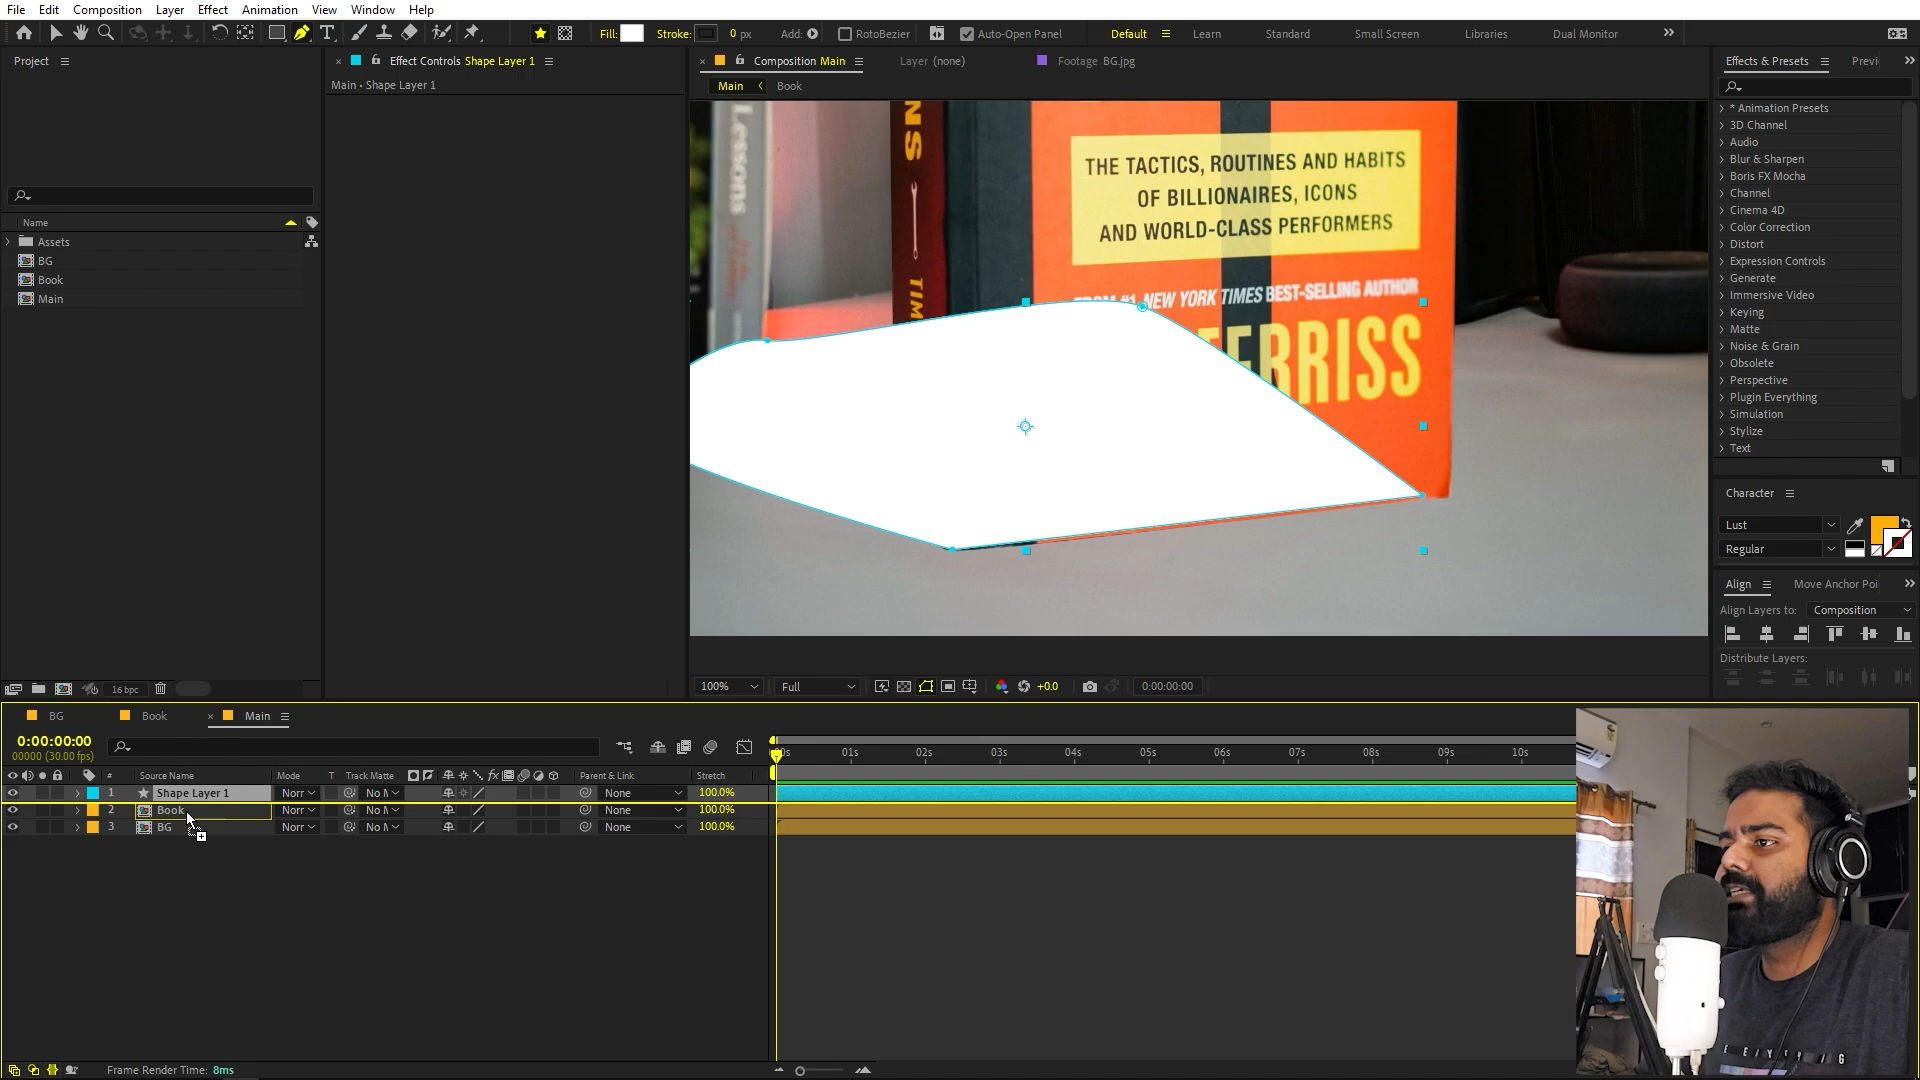 File Edit Composition Layer Effect Animation View Window Help
Fill: Stroke: 0 px Add: RotoBezier Auto-Open Panel Default Learn Standard Small Screen Libraries Dual Monitor
Project Effect Controls Shape Layer 1 Composition Main Layer (none) Footage BG.jpg Effects & Presets
Main • Shape Layer 1
Main Book
Name
Assets
BG
Book
Main
16 bpc
Lessons
NS
TIM
THE TACTICS, ROUTINES AND HABITS
OF BILLIONAIRES, ICONS
AND WORLD-CLASS PERFORMERS
NEW YORK TIMES BEST-SELLING AUTHOR
ERRISS
100% Full +0.0 0:00:00:00
* Animation Presets
3D Channel
Audio
Blur & Sharpen
Boris FX Mocha
Channel
Cinema 4D
Color Correction
Distort
Expression Controls
Generate
Immersive Video
Keying
Matte
Noise & Grain
Obsolete
Perspective
Plugin Everything
Simulation
Stylize
Text
Character
Lust
Regular
Align Move Anchor Poi
Align Layers to: Composition
Distribute Layers:
BG Book Main
0:00:00:00
00000 (30.00 fps)
# Source Name Mode T Track Matte Parent & Link Stretch
1 Shape Layer 1 Norr No None 100.0%
2 Book Norr No None 100.0%
3 BG Norr No None 100.0%
01s 02s 03s 04s 05s 06s 07s 08s 09s 10s
Frame Render Time: 8ms